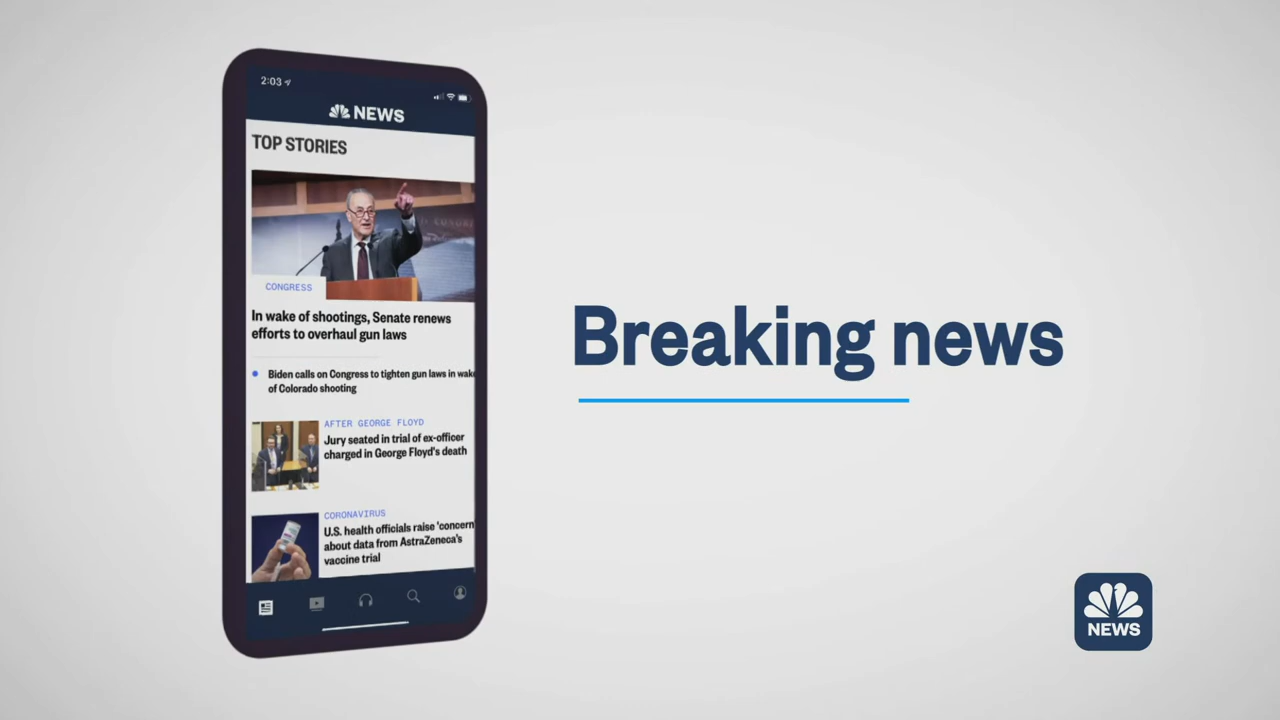 2:03
NEWS
TOP STORIES
CONGRESS
In wake of shootings, Senate renews
efforts to overhaul gun laws
Biden calls on Congress to tighten gun laws in wake
of Colorado shooting
AFTER GEORGE FLOYD
Jury seated in trial of ex-officer
charged in George Floyd's death
CORONAVIRUS
U.S. health officials raise 'concern
about data from AstraZeneca's
vaccine trial
Breaking news
NEWS